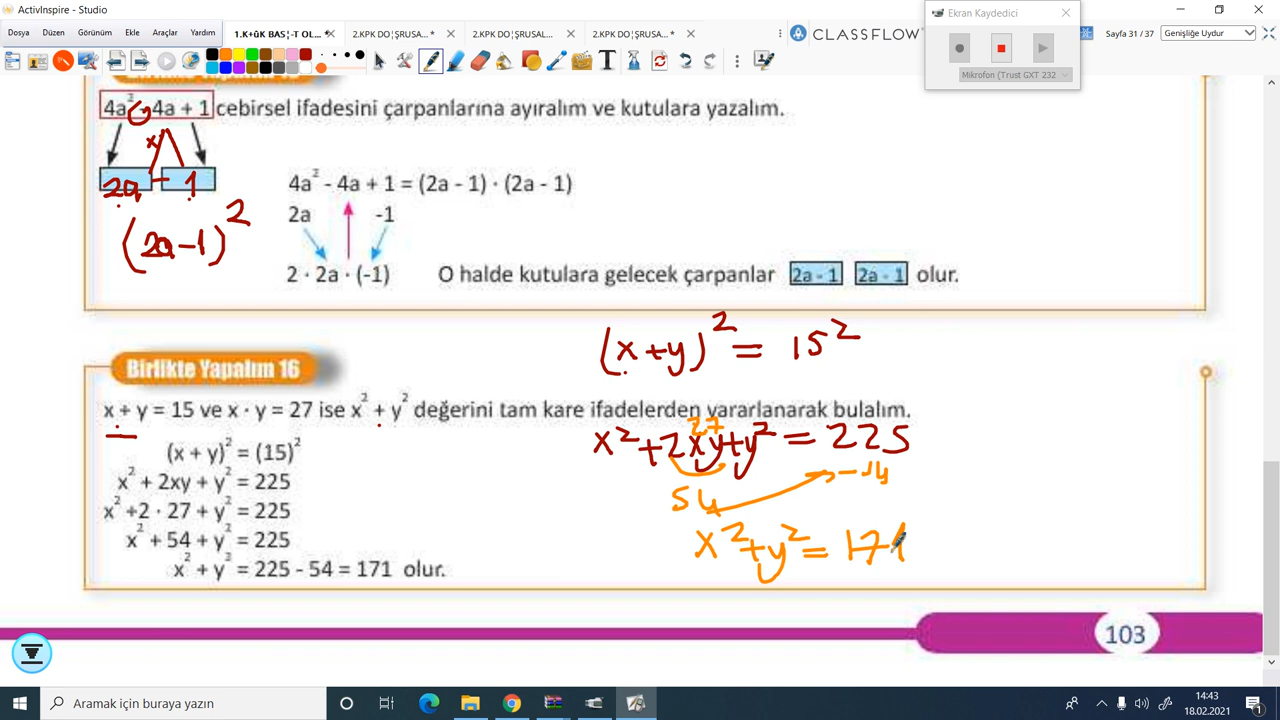 ActivInspire - Studio
Ekran Kaydedici
Dosya Düzen Görünüm Ekle Araçlar Yardım
1.K+ûK BAS¦-T OL... *
2.KPK DO¦ŞRUSA... *
2.KPK DO¦ŞRUSAL...
2.KPK DO¦ŞRUSA... *
CLASSFLOW
Sayfa 31 / 37
Genişliğe Uydur
Mikrofon (Trust GXT 232
4a² - 4a + 1 cebirsel ifadesini çarpanlarına ayıralım ve kutulara yazalım.
x
2a - 1
(2a-1)²
4a² - 4a + 1 = (2a - 1) · (2a - 1)
2a -1
2 · 2a · (-1)
O halde kutulara gelecek çarpanlar 2a - 1 2a - 1 olur.
(x+y)² = 15²
Birlikte Yapalım 16
x + y = 15 ve x · y = 27 ise x² + y² değerini tam kare ifadelerden yararlanarak bulalım.
(x + y)² = (15)²
x² + 2xy + y² = 225
x² +2 · 27 + y² = 225
x² + 54 + y² = 225
x² + y² = 225 - 54 = 171 olur.
27
x²+2xy+y² = 225
54
x²+y² = 171
103
Aramak için buraya yazın
14:43
18.02.2021
1